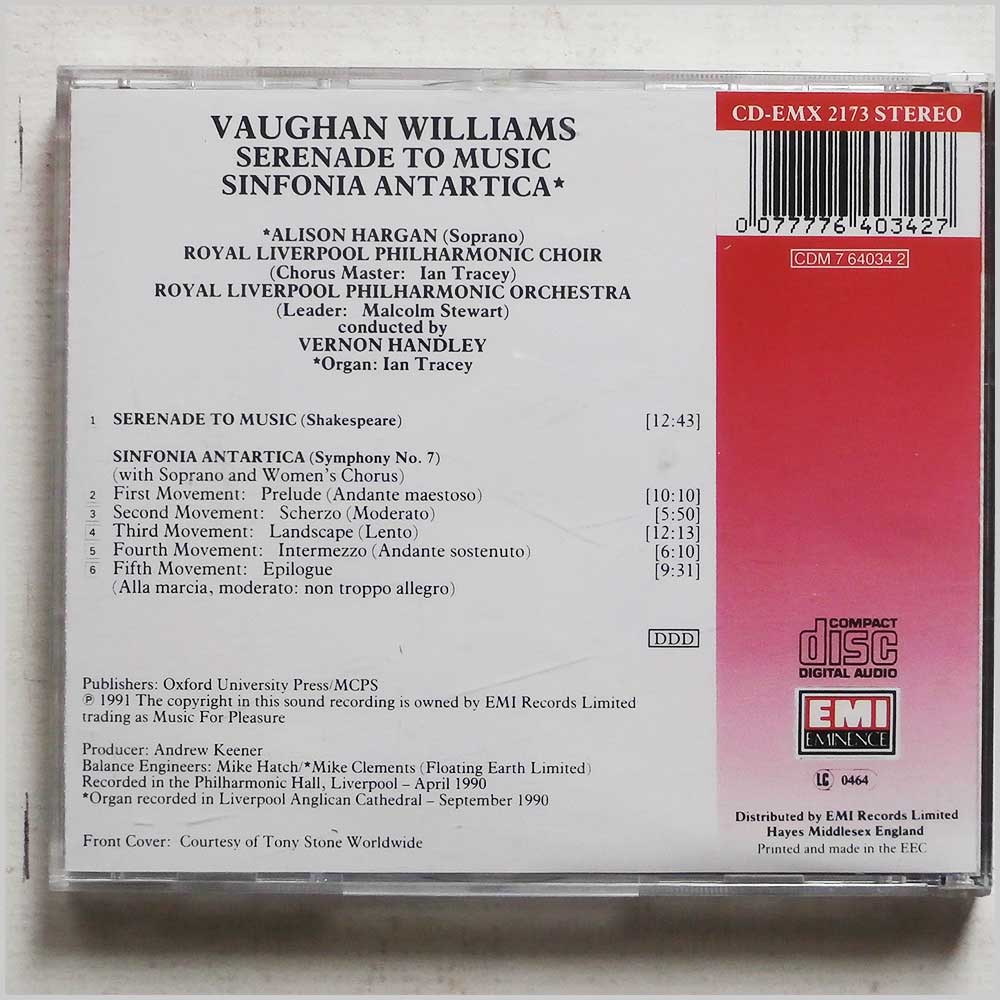 VAUGHAN WILLIAMS
SERENADE TO MUSIC
SINFONIA ANTARTICA*
*ALISON HARGAN (Soprano)
ROYAL LIVERPOOL PHILHARMONIC CHOIR
(Chorus Master: Ian Tracey)
ROYAL LIVERPOOL PHILHARMONIC ORCHESTRA
(Leader: Malcolm Stewart)
conducted by
VERNON HANDLEY
*Organ: Ian Tracey
1 SERENADE TO MUSIC (Shakespeare) [12:43]
SINFONIA ANTARTICA (Symphony No. 7)
(with Soprano and Women's Chorus)
2 First Movement: Prelude (Andante maestoso) [10:10]
3 Second Movement: Scherzo (Moderato) [5:50]
4 Third Movement: Landscape (Lento) [12:13]
5 Fourth Movement: Intermezzo (Andante sostenuto) [6:10]
6 Fifth Movement: Epilogue [9:31]
(Alla marcia, moderato: non troppo allegro)
DDD
Publishers: Oxford University Press/MCPS
℗ 1991 The copyright in this sound recording is owned by EMI Records Limited
trading as Music For Pleasure
Producer: Andrew Keener
Balance Engineers: Mike Hatch/*Mike Clements (Floating Earth Limited)
Recorded in the Philharmonic Hall, Liverpool – April 1990
*Organ recorded in Liverpool Anglican Cathedral – September 1990
Front Cover: Courtesy of Tony Stone Worldwide
CD-EMX 2173 STEREO
0 077776 403427
CDM 7 64034 2
COMPACT
disc
DIGITAL AUDIO
EMI
EMINENCE
LC 0464
Distributed by EMI Records Limited
Hayes Middlesex England
Printed and made in the EEC